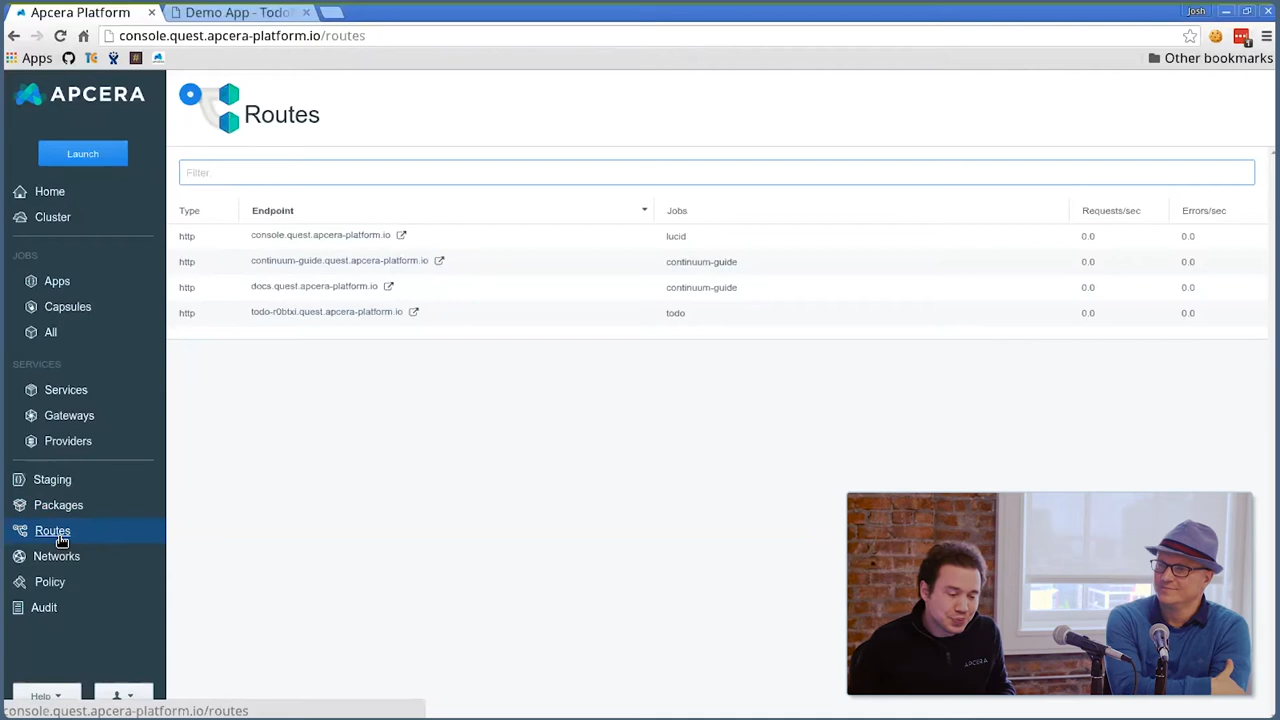 Apcera Platform × Demo App - Todo × Josh
console.quest.apcera-platform.io/routes
Apps Other bookmarks
APCERA
Routes
Launch
Filter
Home
Cluster
JOBS
Apps
Capsules
All
SERVICES
Services
Gateways
Providers
Staging
Packages
Routes
Networks
Policy
Audit
Help
Type Endpoint Jobs Requests/sec Errors/sec
http console.quest.apcera-platform.io lucid 0.0 0.0
http continuum-guide.quest.apcera-platform.io continuum-guide 0.0 0.0
http docs.quest.apcera-platform.io continuum-guide 0.0 0.0
http todo-r0btxi.quest.apcera-platform.io todo 0.0 0.0
APCERA
console.quest.apcera-platform.io/routes